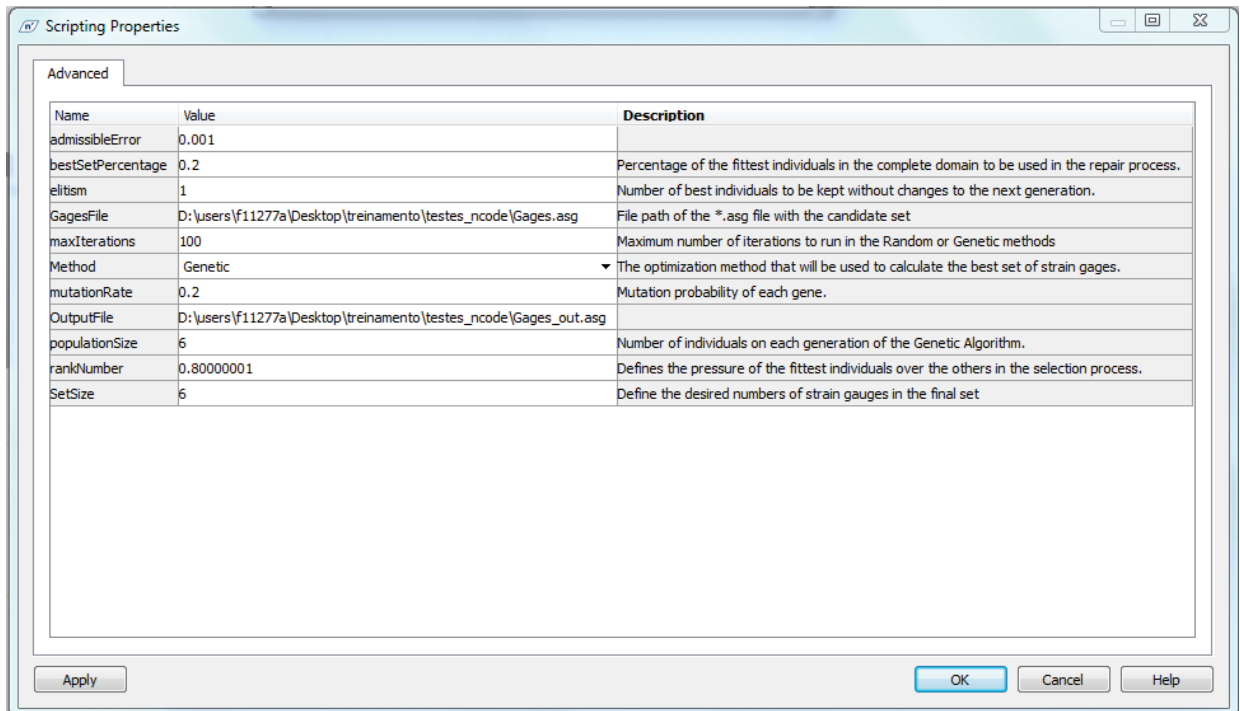 Scripting Properties
Advanced
Name Value Description
admissibleError 0.001
bestSetPercentage 0.2 Percentage of the fittest individuals in the complete domain to be used in the repair process.
elitism 1 Number of best individuals to be kept without changes to the next generation.
GagesFile D:\users\f11277a\Desktop\treinamento\testes_ncode\Gages.asg File path of the *.asg file with the candidate set
maxIterations 100 Maximum number of iterations to run in the Random or Genetic methods
Method Genetic The optimization method that will be used to calculate the best set of strain gages.
mutationRate 0.2 Mutation probability of each gene.
OutputFile D:\users\f11277a\Desktop\treinamento\testes_ncode\Gages_out.asg
populationSize 6 Number of individuals on each generation of the Genetic Algorithm.
rankNumber 0.80000001 Defines the pressure of the fittest individuals over the others in the selection process.
SetSize 6 Define the desired numbers of strain gauges in the final set
Apply OK Cancel Help